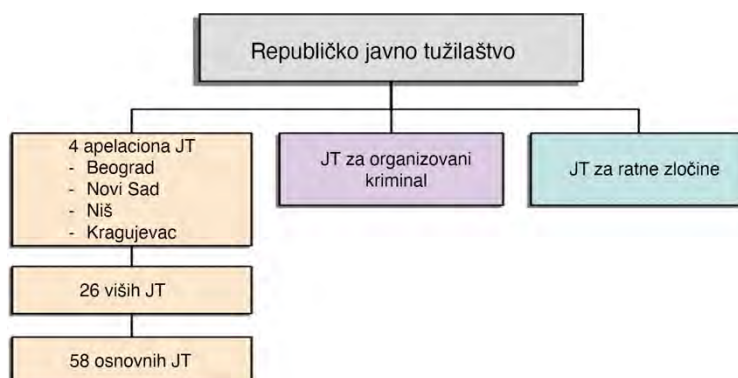 Republičko javno tužilaštvo
4 apelaciona JT
- Beograd
- Novi Sad
- Niš
- Kragujevac
JT za organizovani
kriminal
JT za ratne zločine
26 viših JT
58 osnovnih JT